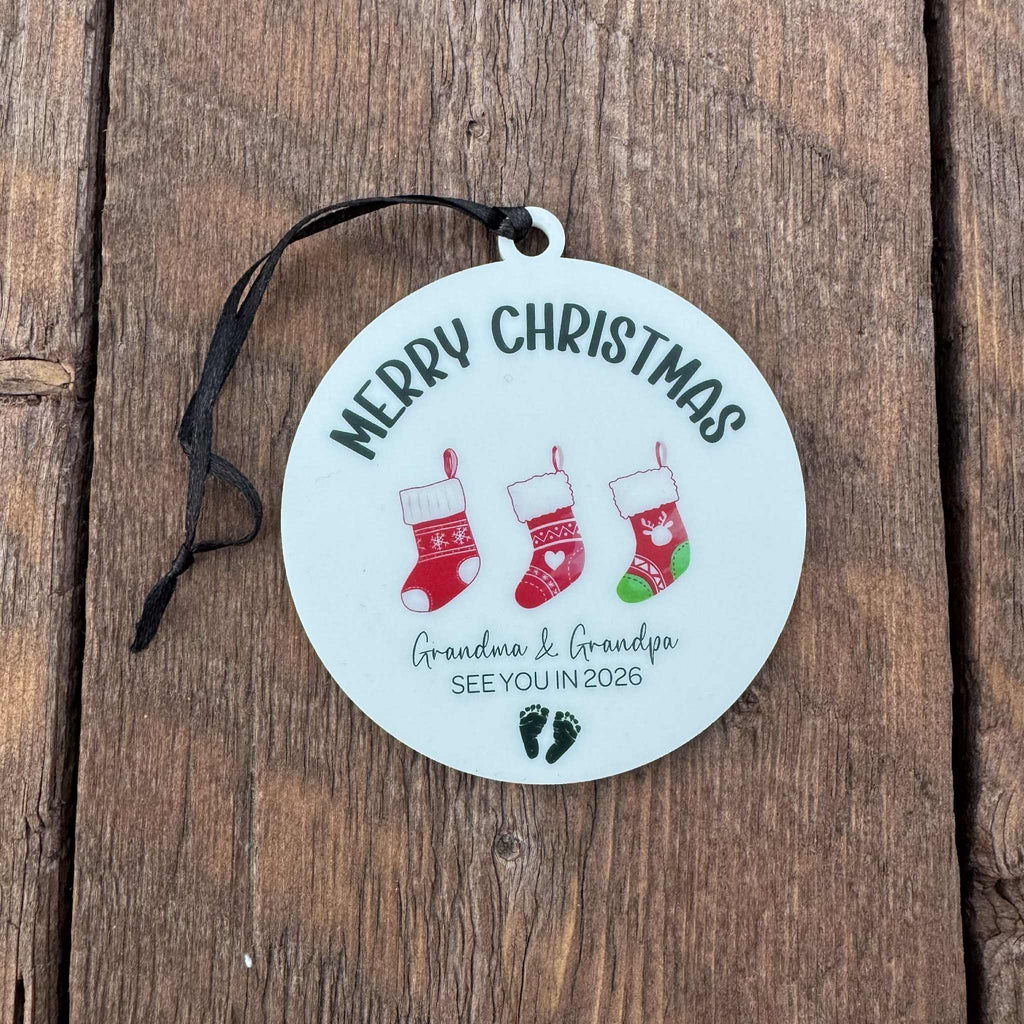 MERRY CHRISTMAS
Grandma & Grandpa
SEE YOU IN 2026